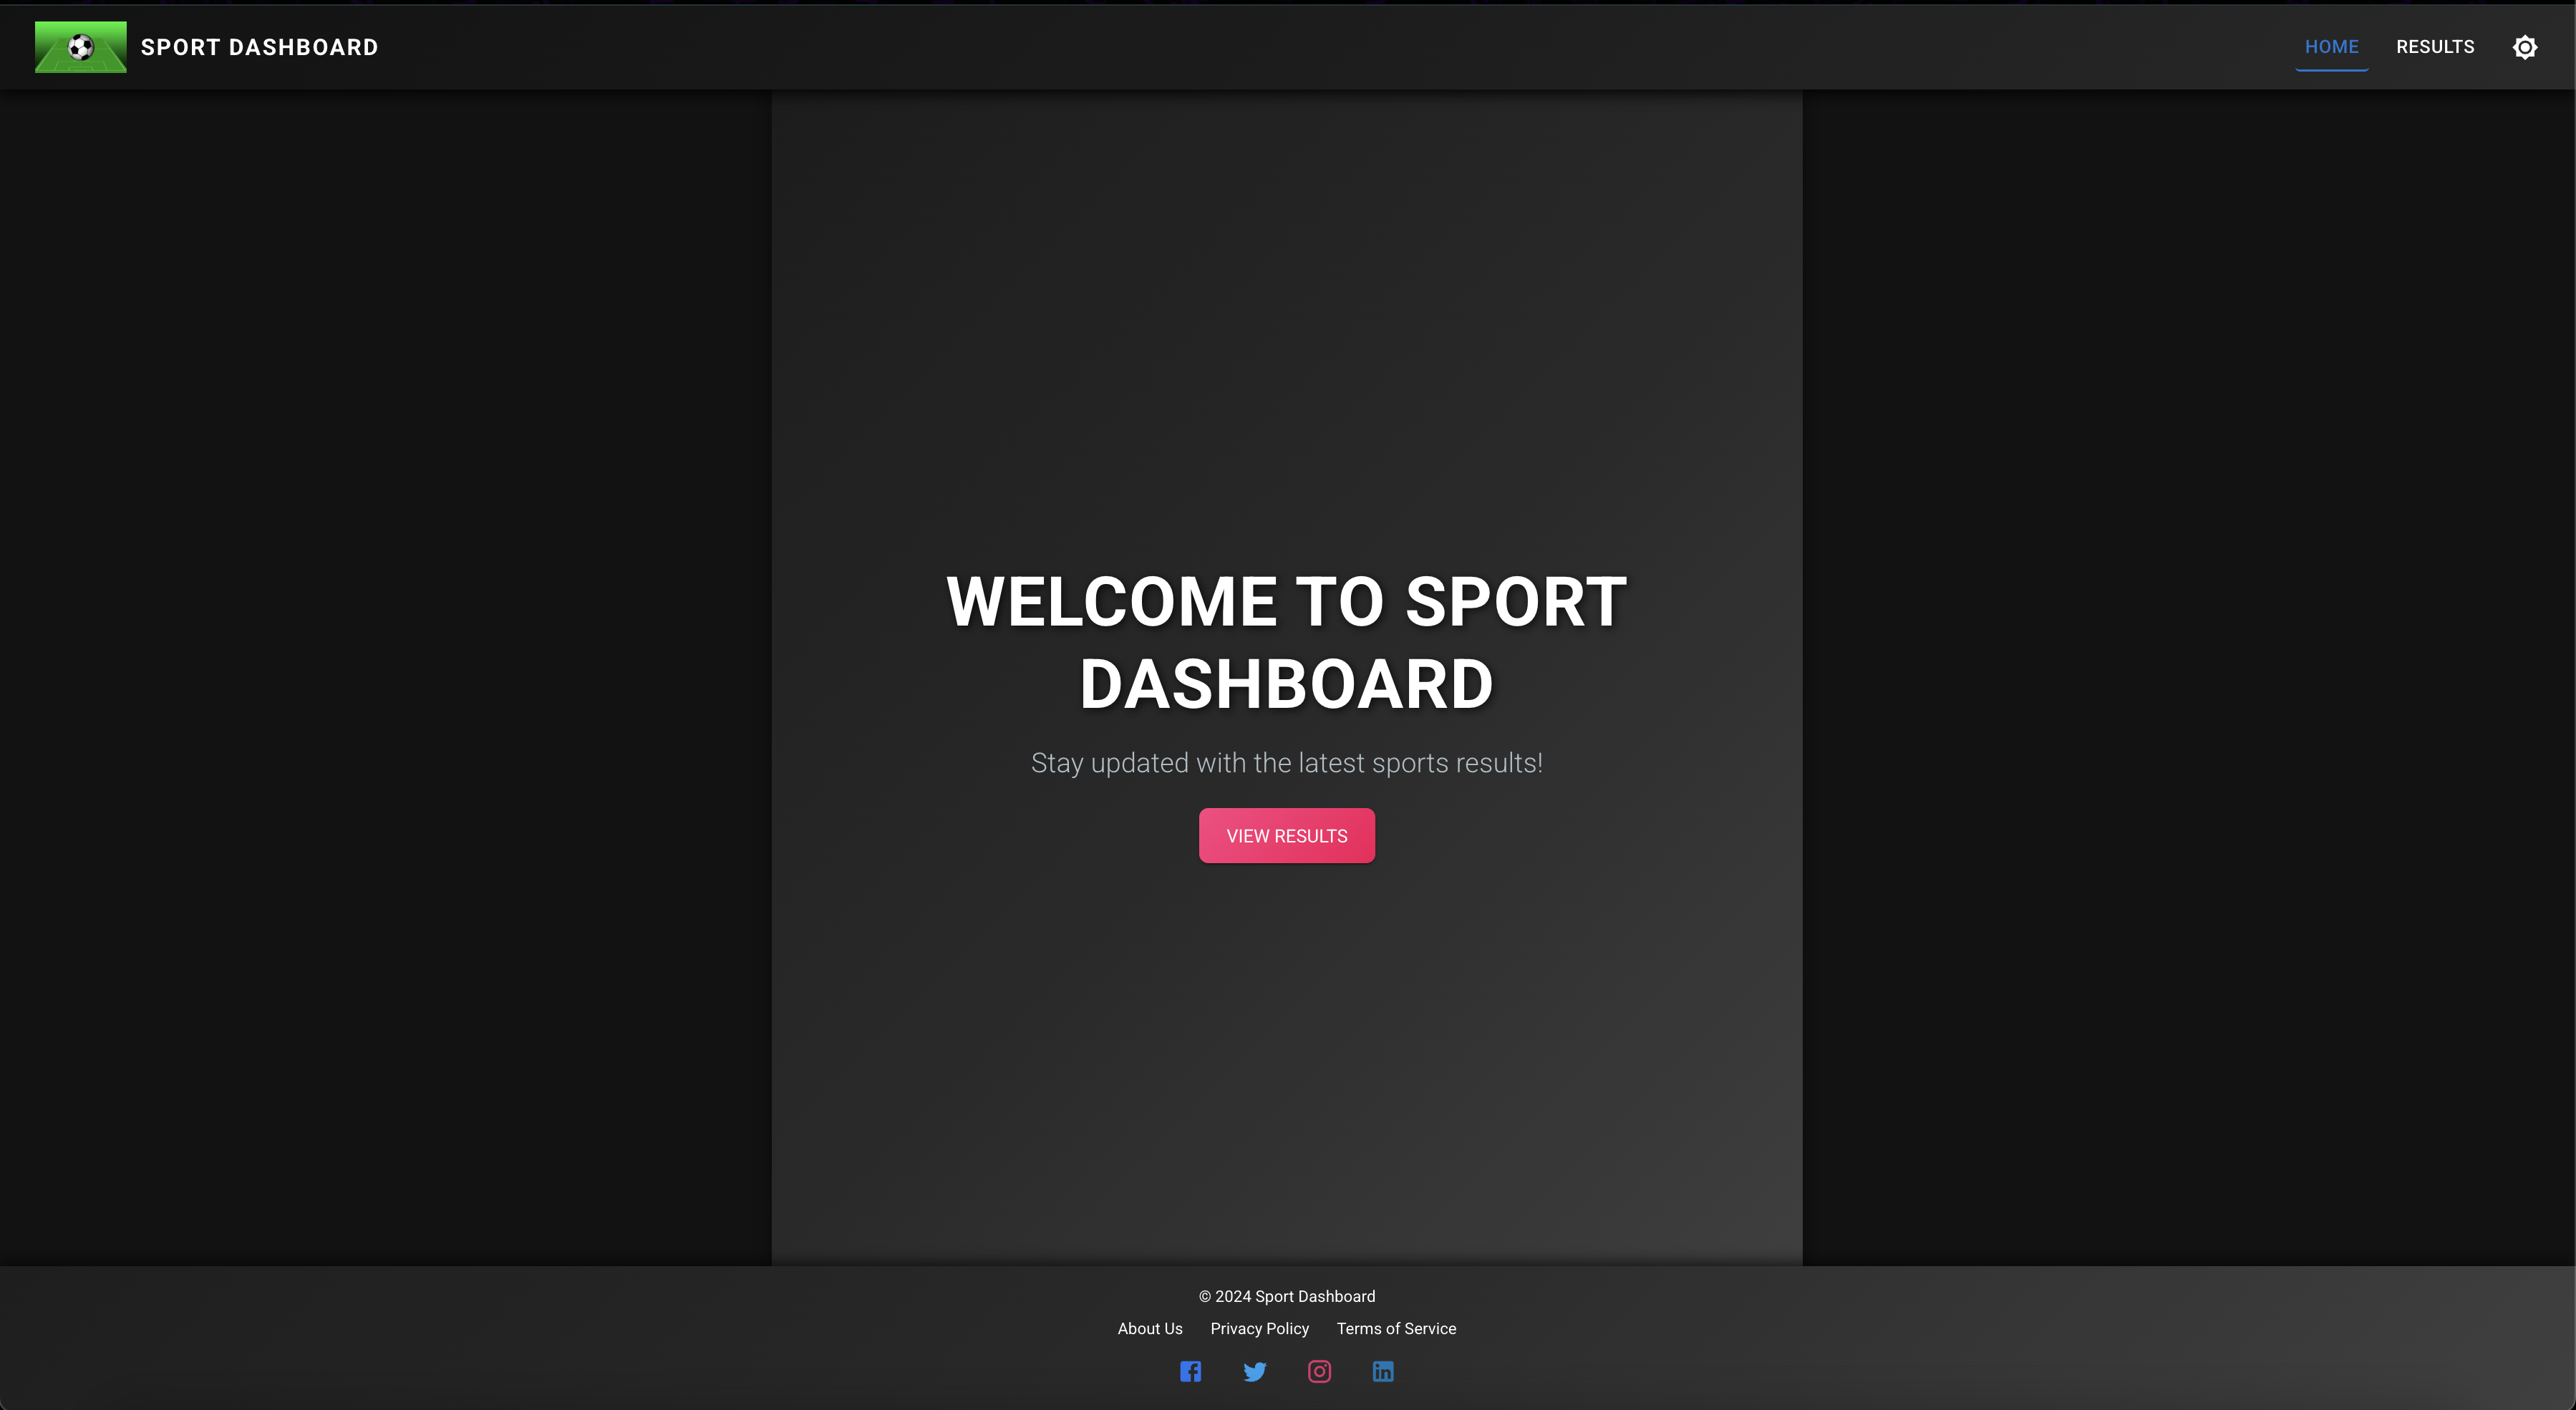 SPORT DASHBOARD
HOME RESULTS
WELCOME TO SPORT
DASHBOARD
Stay updated with the latest sports results!
VIEW RESULTS
© 2024 Sport Dashboard
About Us Privacy Policy Terms of Service